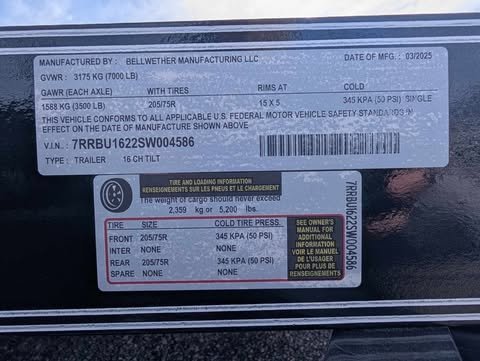 MANUFACTURED BY : BELLWETHER MANUFACTURING LLC DATE OF MFG.: 03/2025
GVWR : 3175 KG (7000 LB)
GAWR (EACH AXLE) WITH TIRES RIMS AT COLD
1588 KG (3500 LB) 205/75R 15 X 5 345 KPA (50 PSI) SINGLE
THIS VEHICLE CONFORMS TO ALL APPLICABLE U.S. FEDERAL MOTOR VEHICLE SAFETY STANDARDS IN
EFFECT ON THE DATE OF MANUFACTURE SHOWN ABOVE
V.I.N. : 7RRBU1622SW004586
TYPE : TRAILER 16 CH TILT
TIRE AND LOADING INFORMATION
RENSEIGNEMENTS SUR LES PNEUS ET LE CHARGEMENT
The weight of cargo should never exceed
2,359 kg or 5,200 lbs.
TIRE SIZE COLD TIRE PRESS.
FRONT 205/75R 345 KPA (50 PSI)
INTER NONE NONE
REAR 205/75R 345 KPA (50 PSI)
SPARE NONE NONE
SEE OWNER'S
MANUAL FOR
ADDITIONAL
INFORMATION
VOIR LE MANUEL
DE L'USAGER
POUR PLUS DE
RENSEIGNEMENTS
7RRBU1622SW004586